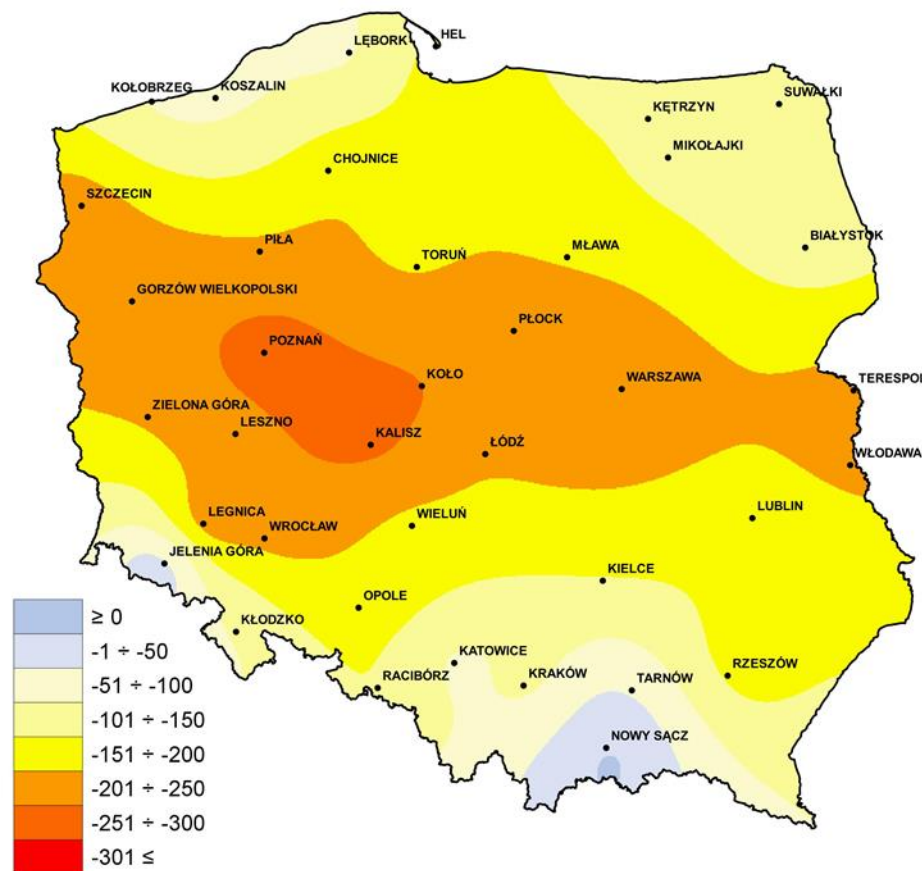 LĘBORK
HEL
KOŁOBRZEG
KOSZALIN
SUWAŁKI
KĘTRZYN
MIKOŁAJKI
CHOJNICE
SZCZECIN
PIŁA
TORUŃ
MŁAWA
BIAŁYSTOK
GORZÓW WIELKOPOLSKI
PŁOCK
POZNAŃ
KOŁO
WARSZAWA
TERESPOL
ZIELONA GÓRA
LESZNO
KALISZ
ŁÓDŹ
WŁODAWA
LEGNICA
WROCŁAW
WIELUŃ
LUBLIN
JELENIA GÓRA
KIELCE
OPOLE
KŁODZKO
KATOWICE
RACIBÓRZ
KRAKÓW
TARNÓW
RZESZÓW
NOWY SĄCZ
≥ 0
-1 ÷ -50
-51 ÷ -100
-101 ÷ -150
-151 ÷ -200
-201 ÷ -250
-251 ÷ -300
-301 ≤